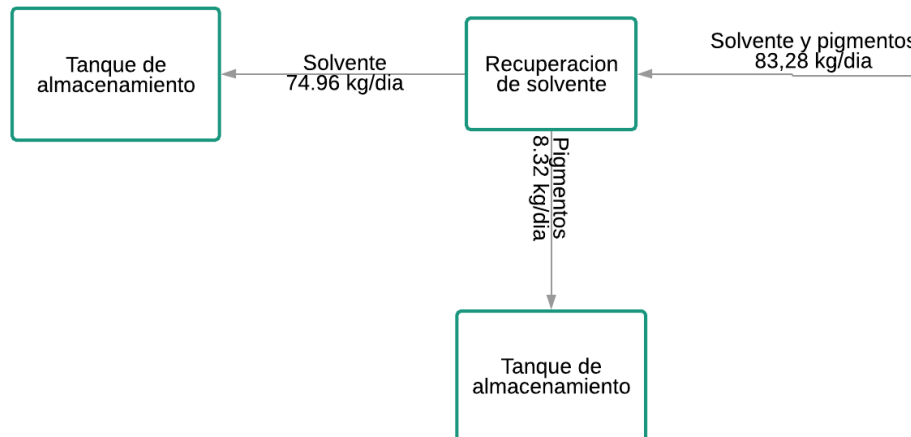 Tanque de
almacenamiento
Solvente
74.96 kg/dia
Recuperacion
de solvente
Solvente y pigmentos
83,28 kg/dia
Pigmentos
8.32 kg/dia
Tanque de
almacenamiento